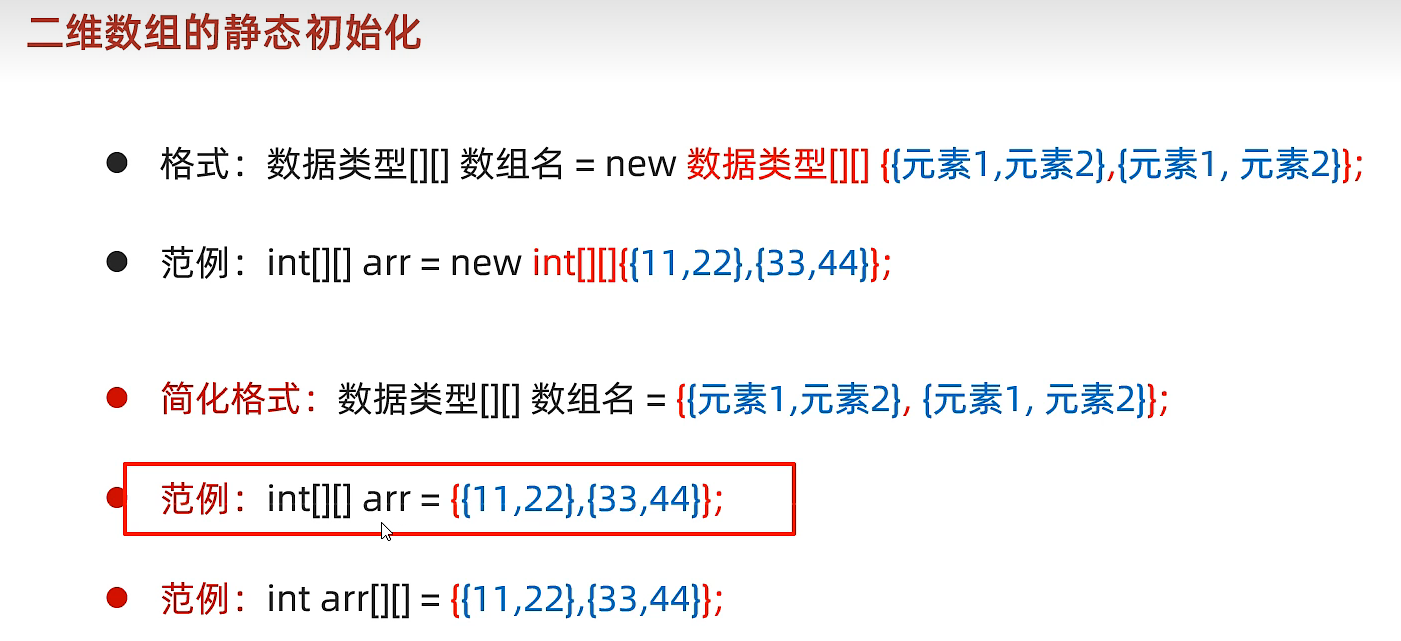 二维数组的静态初始化
格式：数据类型[][] 数组名 = new 数据类型[][] {{元素1,元素2},{元素1, 元素2}};
范例：int[][] arr = new int[][]{{11,22},{33,44}};
简化格式：数据类型[][] 数组名 = {{元素1,元素2}, {元素1, 元素2}};
范例：int[][] arr = {{11,22},{33,44}};
范例：int arr[][] = {{11,22},{33,44}};